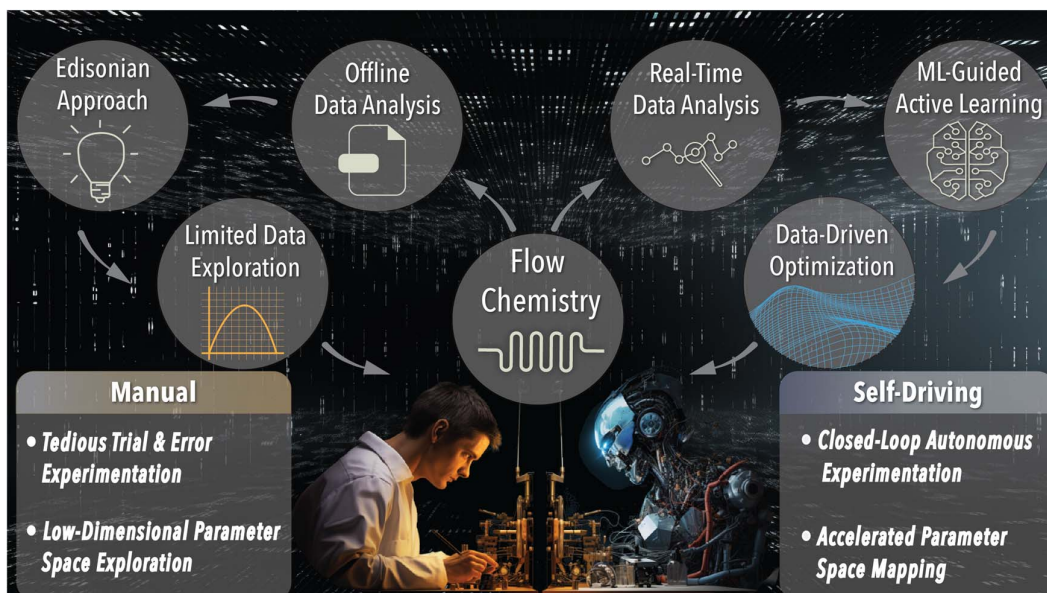 Edisonian
Approach
Offline
Data Analysis
Real-Time
Data Analysis
ML-Guided
Active Learning
Limited Data
Exploration
Flow
Chemistry
Data-Driven
Optimization
Manual
• Tedious Trial & Error
Experimentation
• Low-Dimensional Parameter
Space Exploration
Self-Driving
• Closed-Loop Autonomous
Experimentation
• Accelerated Parameter
Space Mapping